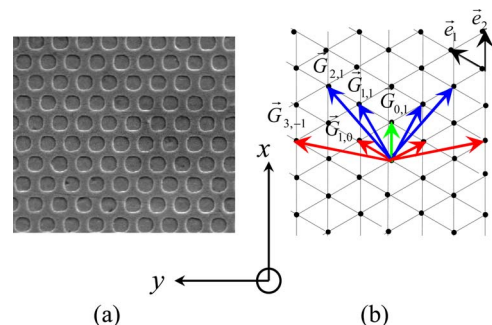 e⃗₁ e⃗₂
G⃗₂,₁
G⃗₁,₁ G⃗₀,₁
G⃗₃,₋₁
G⃗₁,₀
x
y
(a) (b)